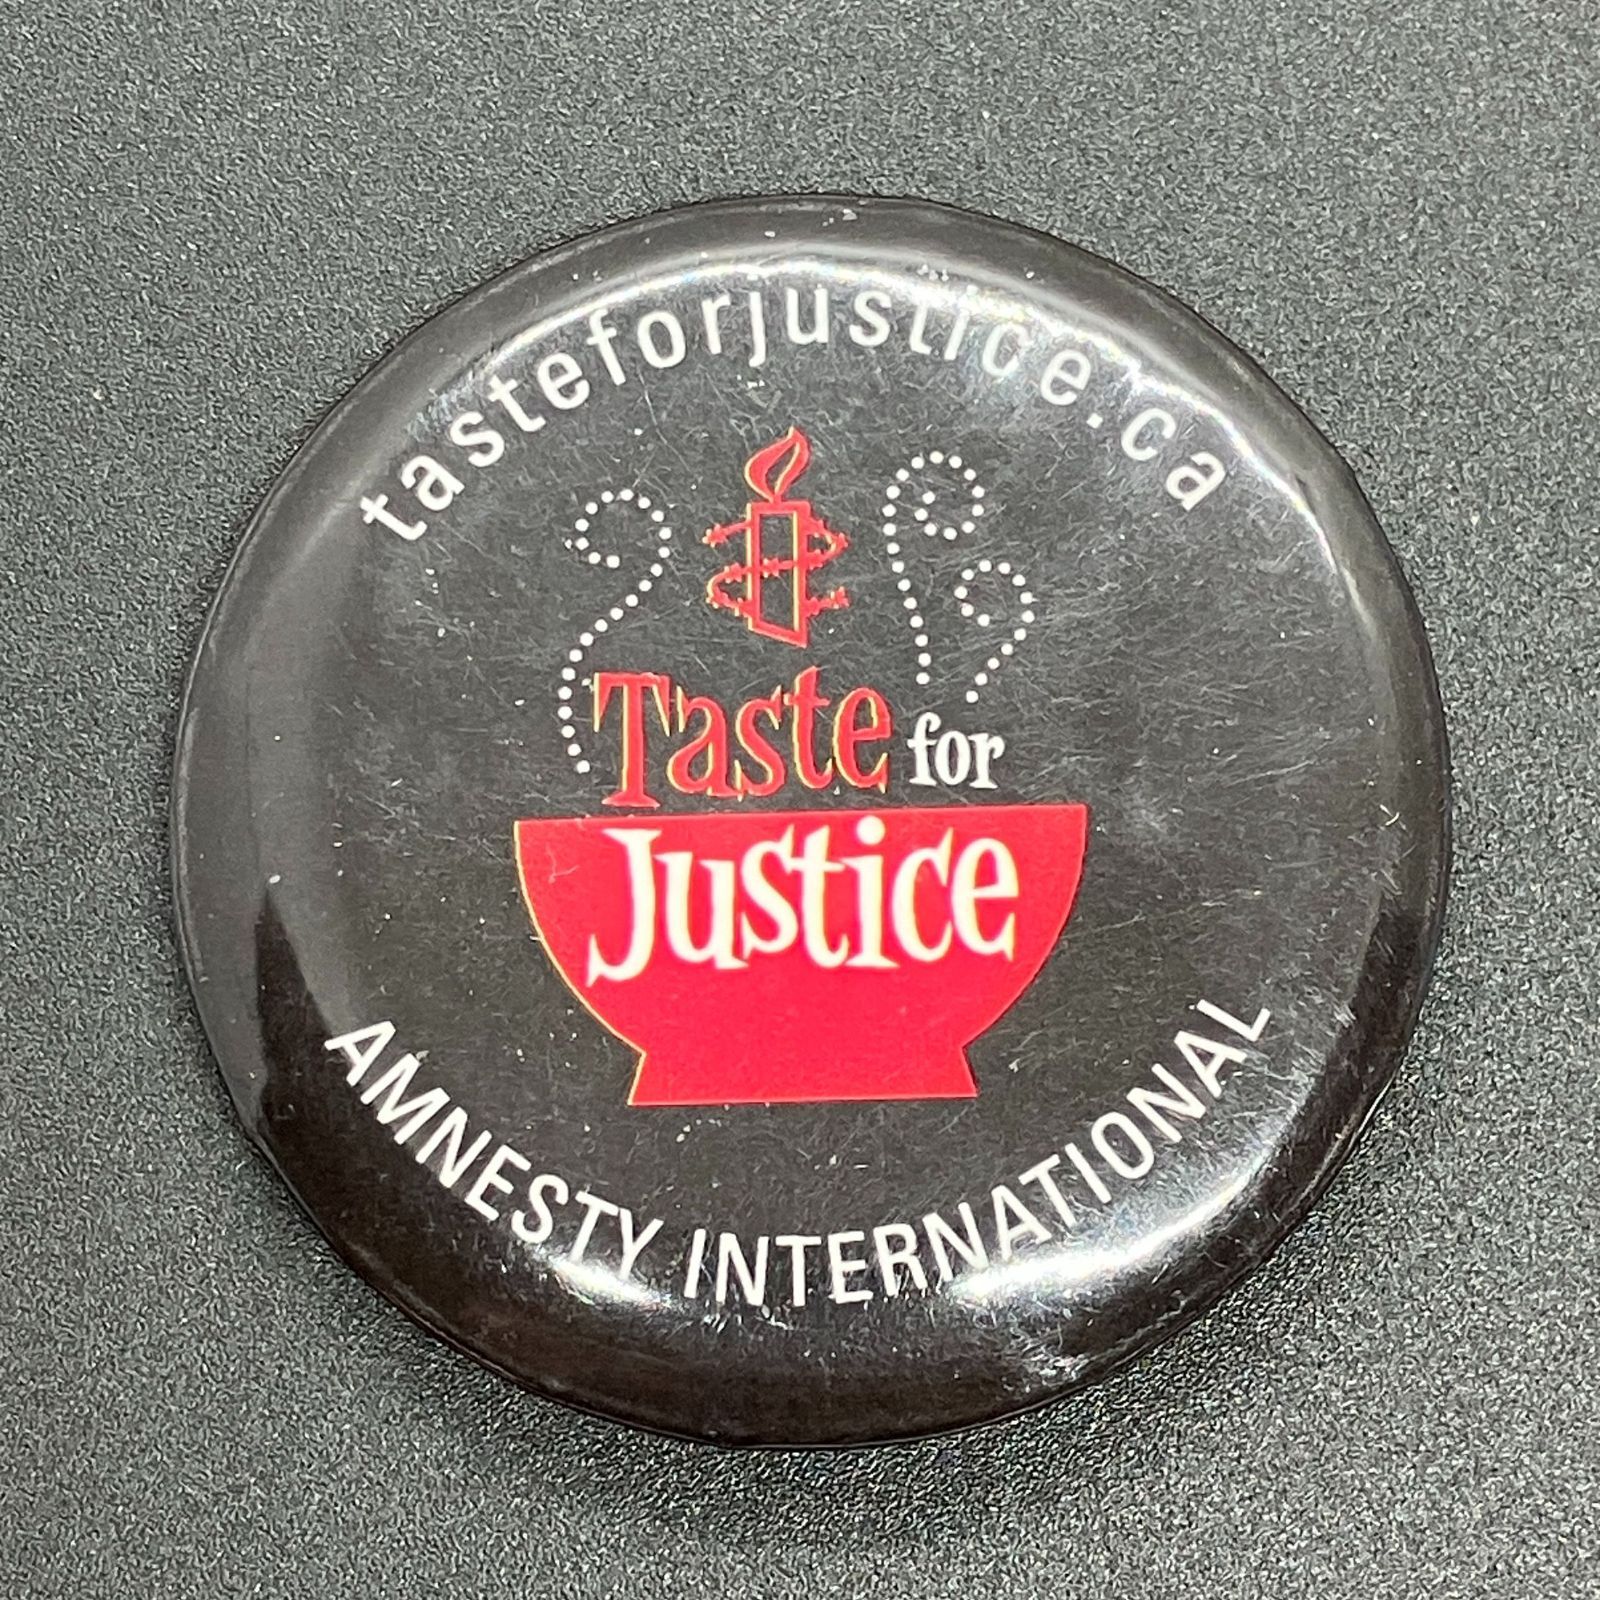 tasteforjustice.ca
Taste for
Justice
AMNESTY INTERNATIONAL